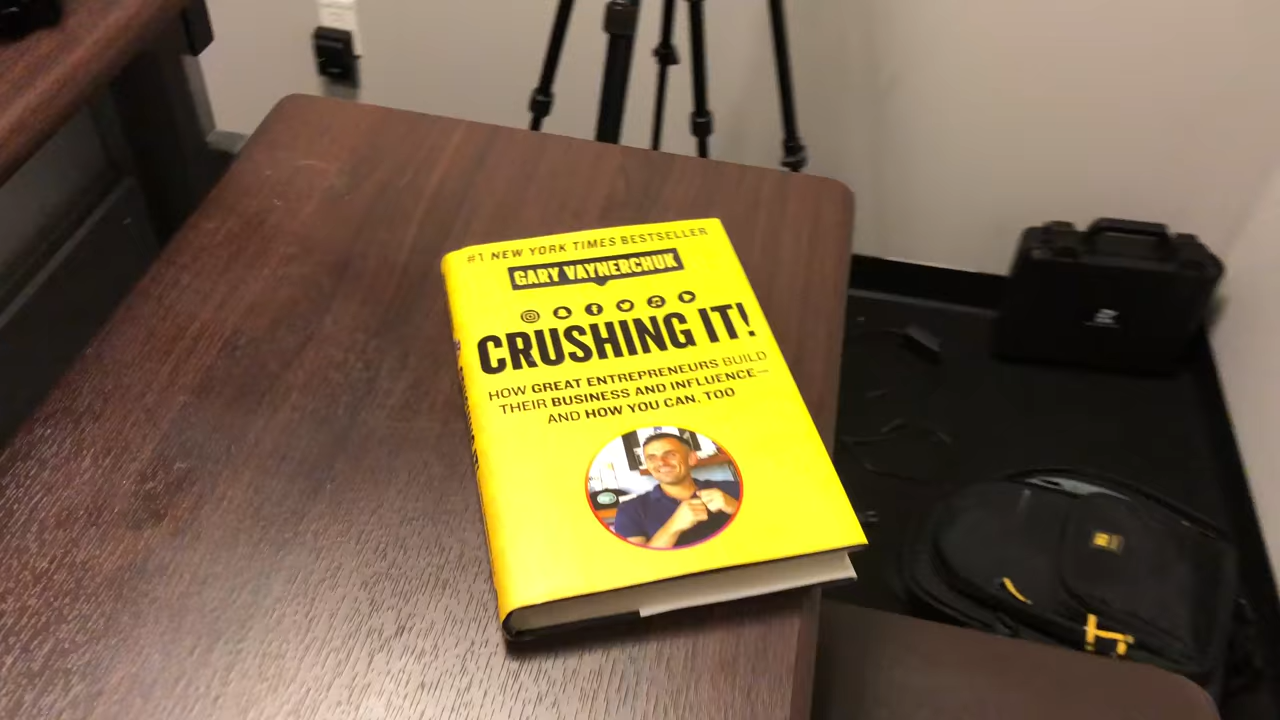 #1 NEW YORK TIMES BESTSELLER
GARY VAYNERCHUK
CRUSHING IT!
HOW GREAT ENTREPRENEURS BUILD
THEIR BUSINESS AND INFLUENCE—
AND HOW YOU CAN, TOO